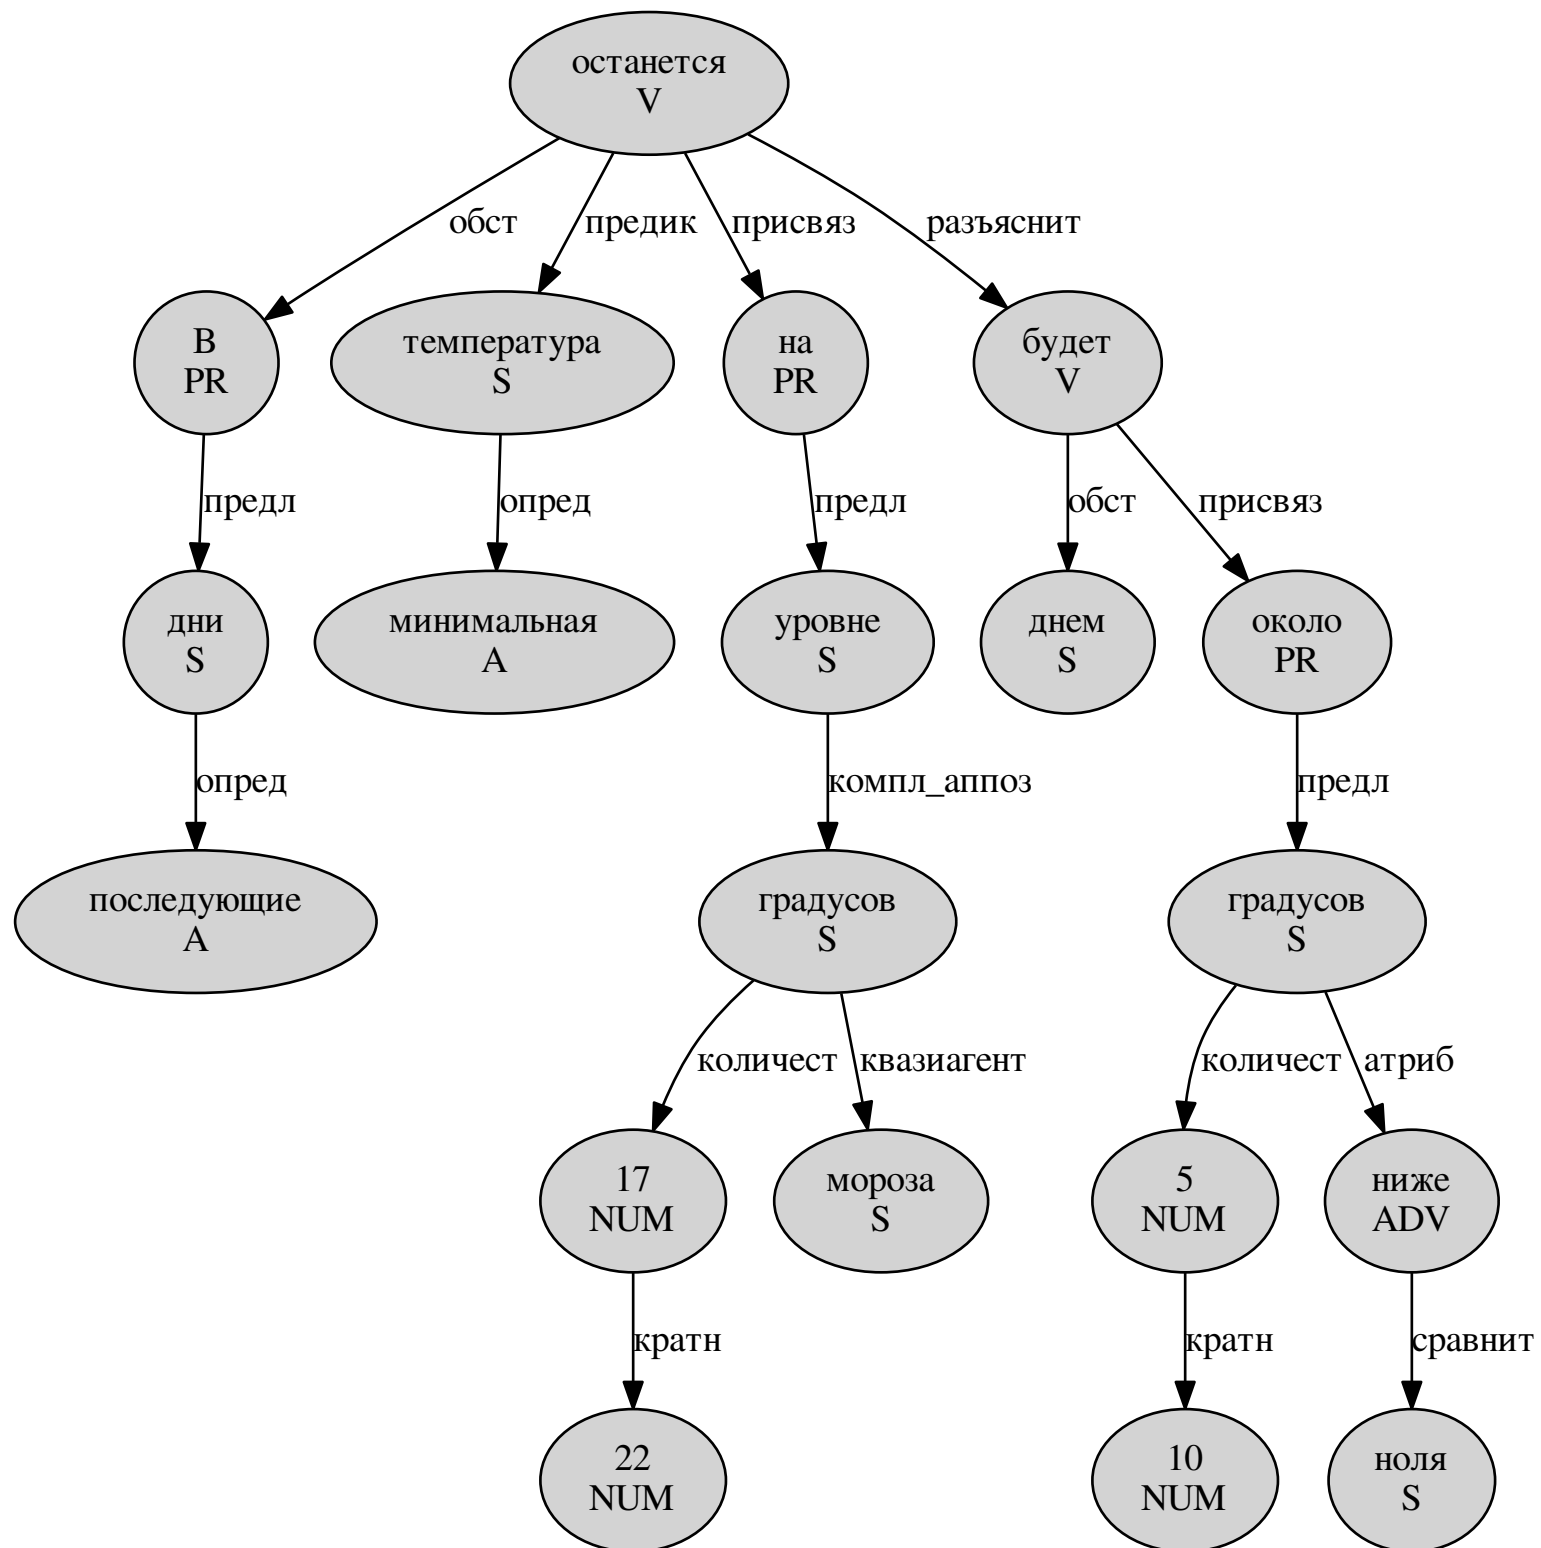 останется
V
обст
предик
присвяз
разъяснит
В
PR
температура
S
на
PR
будет
V
предл
опред
предл
обст
присвяз
дни
S
минимальная
A
уровне
S
днем
S
около
PR
опред
компл_аппоз
предл
последующие
A
градусов
S
градусов
S
количест
квазиагент
количест
атриб
17
NUM
мороза
S
5
NUM
ниже
ADV
кратн
кратн
сравнит
22
NUM
10
NUM
ноля
S